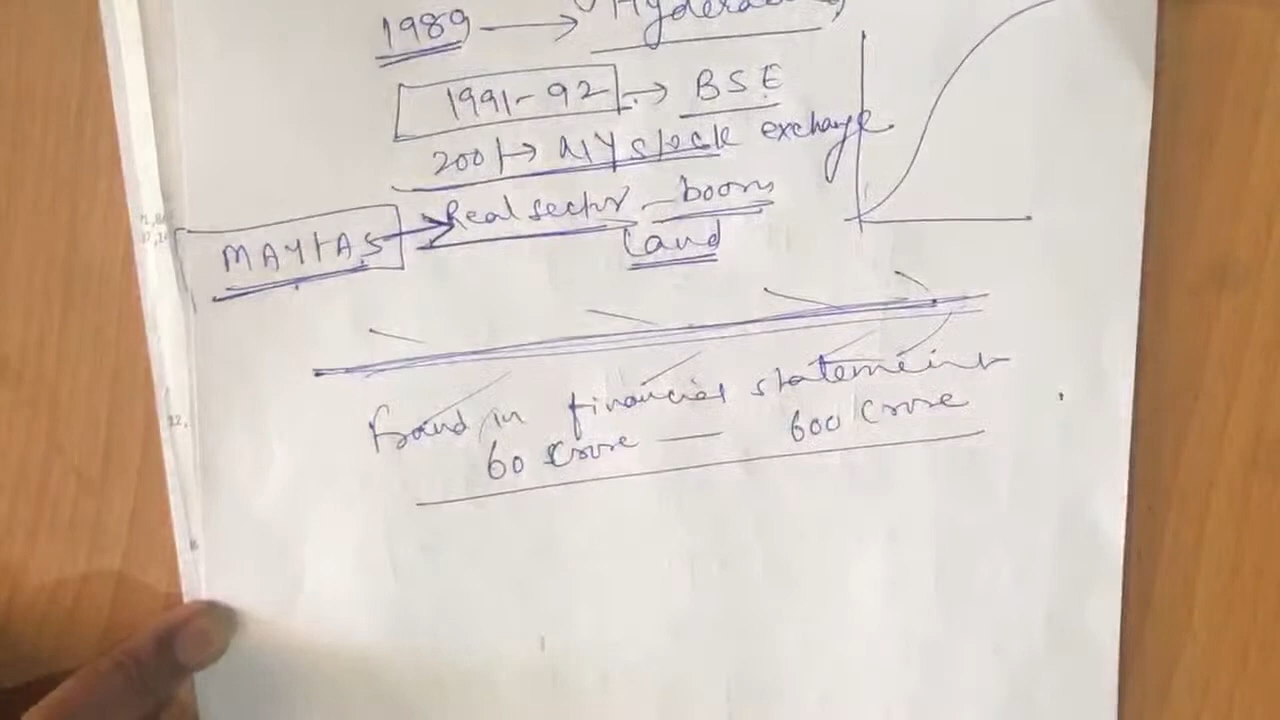 1989 → Hyderabad
1991-92 → BSE
2001 → NY stock exchange
MAYTAS → Real sector - boom
Land
fraud in financial statement
60 crore — 600 crore